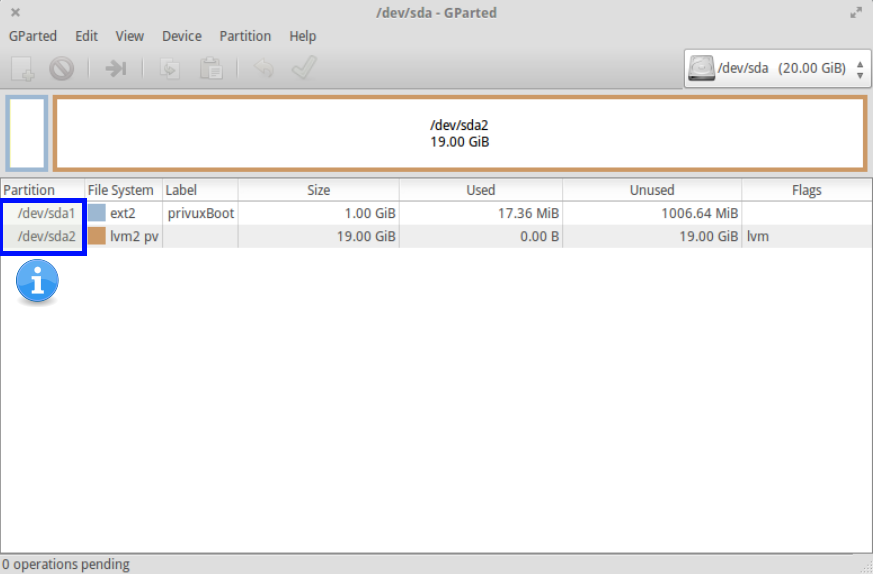 /dev/sda - GParted
GParted Edit View Device Partition Help
/dev/sda (20.00 GiB)
/dev/sda2
19.00 GiB
Partition File System Label Size Used Unused Flags
/dev/sda1 ext2 privuxBoot 1.00 GiB 17.36 MiB 1006.64 MiB
/dev/sda2 lvm2 pv 19.00 GiB 0.00 B 19.00 GiB lvm
0 operations pending